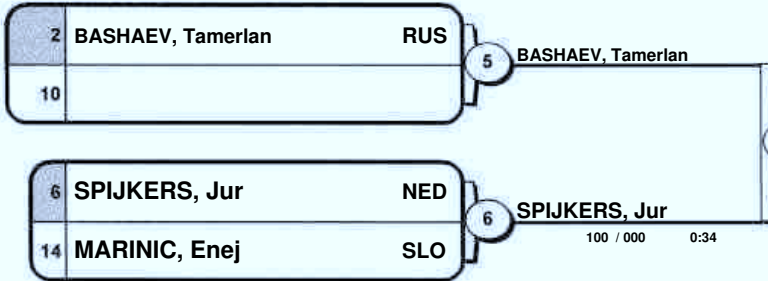 2 BASHAEV, Tamerlan RUS
5 BASHAEV, Tamerlan
10
6 SPIJKERS, Jur NED
6 SPIJKERS, Jur
14 MARINIC, Enej SLO
100 / 000 0:34